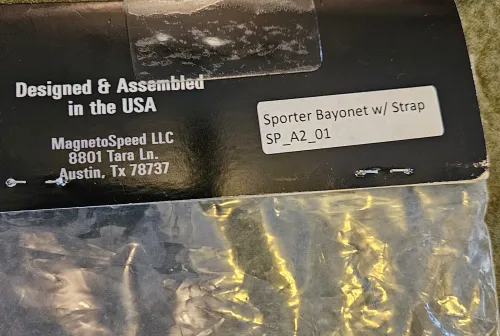 Designed & Assembled
in the USA
MagnetoSpeed LLC
8801 Tara Ln.
Austin, Tx 78737
Sporter Bayonet w/ Strap
SP_A2_01